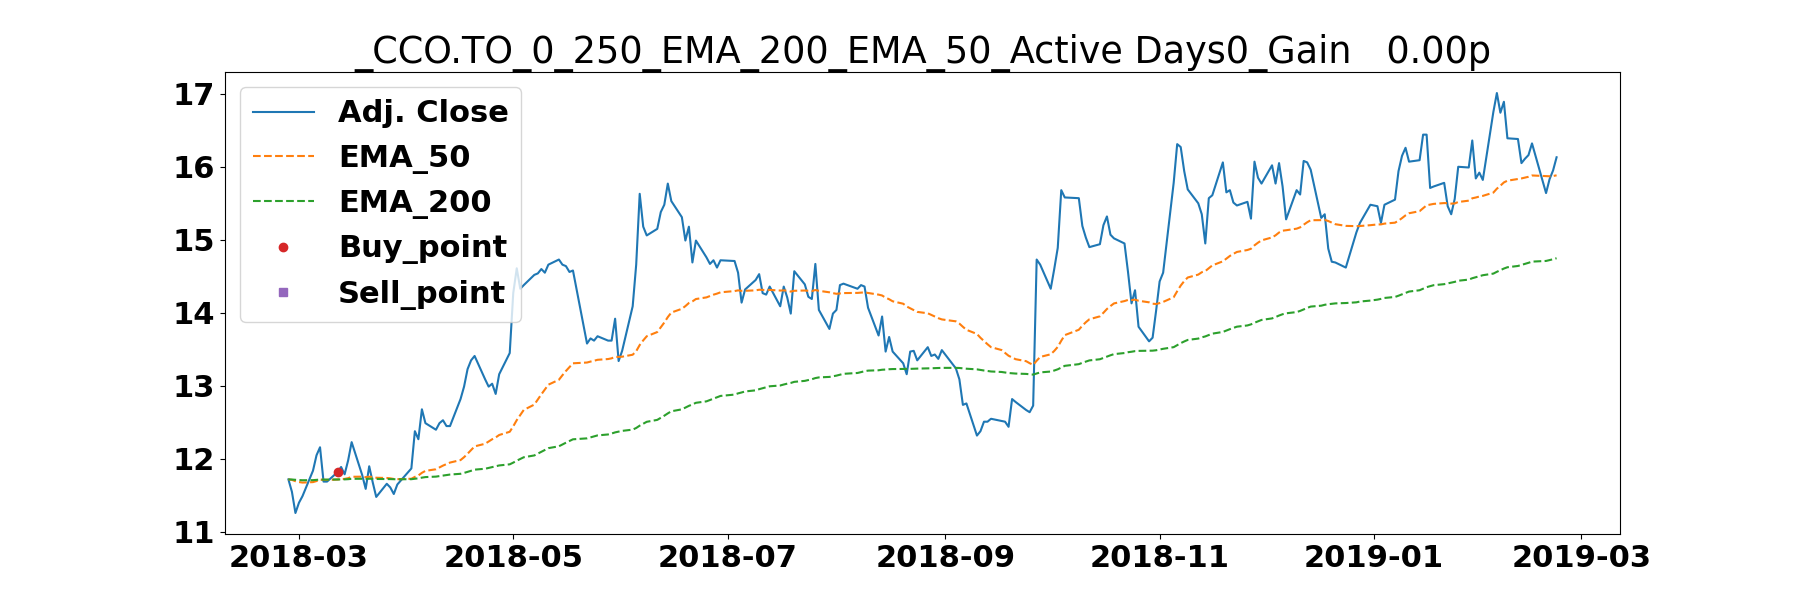 _CCO.TO_0_250_EMA_200_EMA_50_Active Days0_Gain   0.00p
17
16
15
14
13
12
11
Adj. Close
EMA_50
EMA_200
Buy_point
Sell_point
2018-03 2018-05 2018-07 2018-09 2018-11 2019-01 2019-03